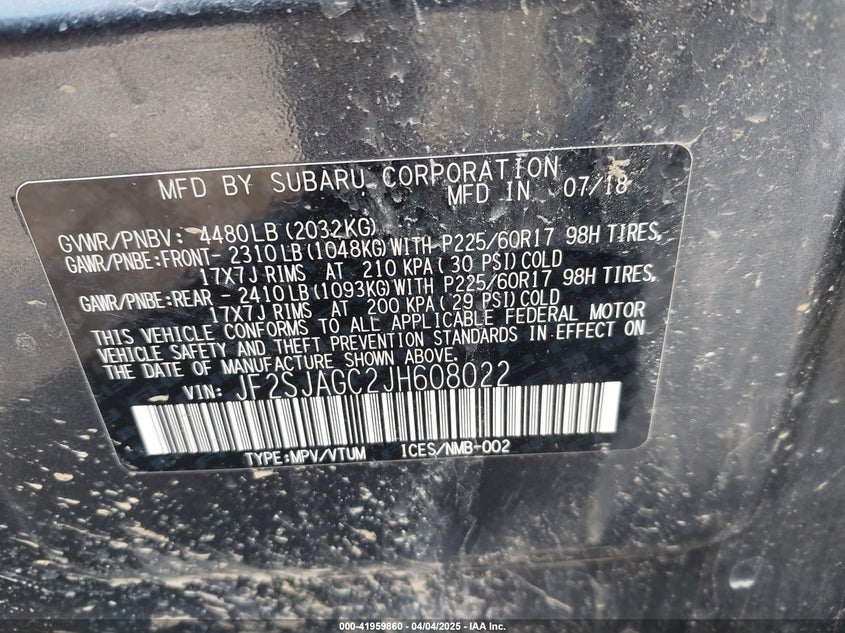 MFD BY SUBARU CORPORATION
MFD IN 07/18
GVWR/PNBV: 4480LB(2032KG)
GAWR/PNBE:FRONT-2310LB(1048KG)WITH-P225/60R17 98H TIRES,
17X7J RIMS AT 210 KPA(30 PSI)COLD
GAWR/PNBE:REAR -2410LB(1093KG)WITH P225/60R17 98H TIRES,
17X7J RIMS AT 200 KPA(29 PSI)COLD
THIS VEHICLE CONFORMS TO ALL APPLICABLE FEDERAL MOTOR
VEHICLE SAFETY AND THEFT PREVENTION STANDARDS IN EFFECT ON
THE DATE OF MANUFACTURE SHOWN ABOVE.
VIN: JF2SJAGC2JH608022
TYPE:MPV/VTUM ICES/NMB-002
000-41959860 - 04/04/2025 - IAA Inc.